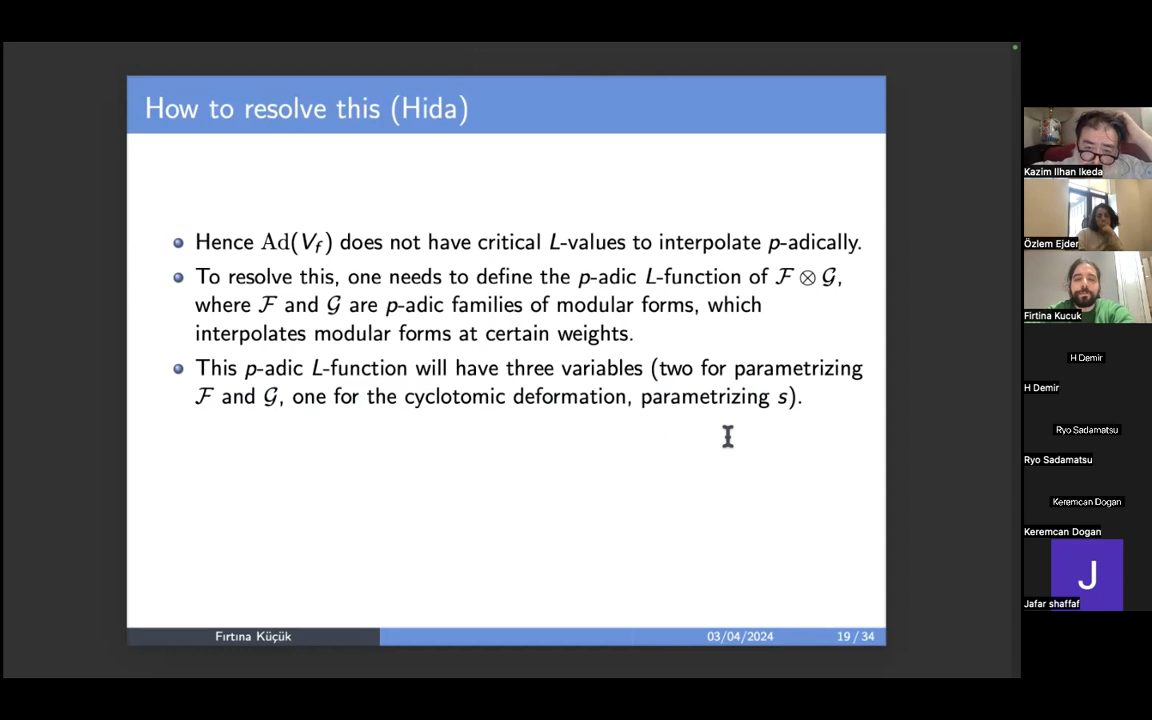 How to resolve this (Hida)
Hence Ad(V_f) does not have critical L-values to interpolate p-adically.
To resolve this, one needs to define the p-adic L-function of ℱ ⊗ 𝒢,
where ℱ and 𝒢 are p-adic families of modular forms, which
interpolates modular forms at certain weights.
This p-adic L-function will have three variables (two for parametrizing
ℱ and 𝒢, one for the cyclotomic deformation, parametrizing s).
Fırtına Küçük
03/04/2024
19 / 34
Kazim Ilhan Ikeda
Özlem Ejder
Firtina Kucuk
H Demir
H Demir
Ryo Sadamatsu
Ryo Sadamatsu
Keremcan Dogan
Keremcan Dogan
J
Jafar shaffaf